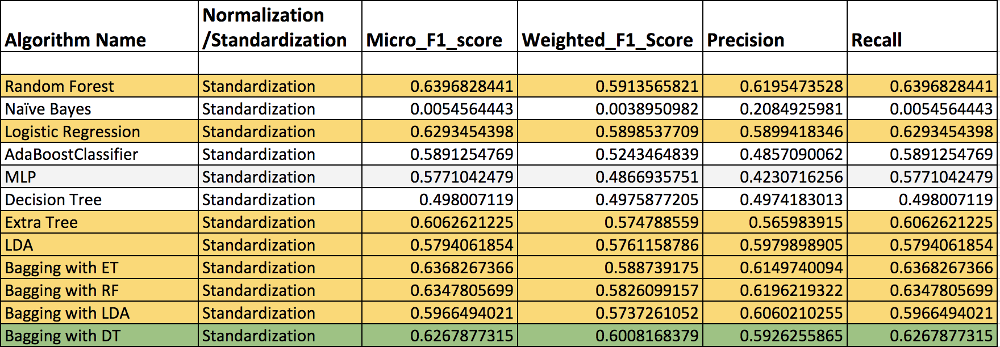 Algorithm Name Normalization /Standardization Micro_F1_score Weighted_F1_Score Precision Recall
Random Forest Standardization 0.6396828441 0.5913565821 0.6195473528 0.6396828441
Naïve Bayes Standardization 0.0054564443 0.0038950982 0.2084925981 0.0054564443
Logistic Regression Standardization 0.6293454398 0.5898537709 0.5899418346 0.6293454398
AdaBoostClassifier Standardization 0.5891254769 0.5243464839 0.4857090062 0.5891254769
MLP Standardization 0.5771042479 0.4866935751 0.4230716256 0.5771042479
Decision Tree Standardization 0.498007119 0.4975877205 0.4974183013 0.498007119
Extra Tree Standardization 0.6062621225 0.574788559 0.565983915 0.6062621225
LDA Standardization 0.5794061854 0.5761158786 0.5979898905 0.5794061854
Bagging with ET Standardization 0.6368267366 0.588739175 0.6149740094 0.6368267366
Bagging with RF Standardization 0.6347805699 0.5826099157 0.6196219322 0.6347805699
Bagging with LDA Standardization 0.5966494021 0.5737261052 0.6060210255 0.5966494021
Bagging with DT Standardization 0.6267877315 0.6008168379 0.5926255865 0.6267877315